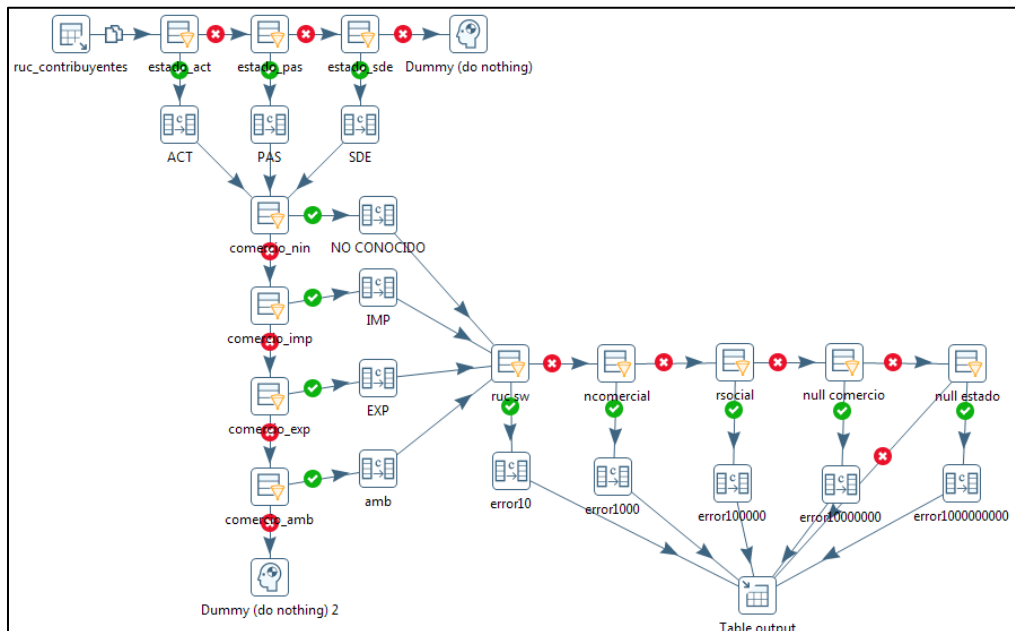 ruc_contribuyentes
estado_act
estado_pas
estado_sde
Dummy (do nothing)
ACT
PAS
SDE
comercio_nin
NO CONOCIDO
comercio_imp
IMP
comercio_exp
EXP
comercio_amb
amb
Dummy (do nothing) 2
ruc sw
ncomercial
rsocial
null comercio
null estado
error10
error1000
error100000
error10000000
error1000000000
Table output